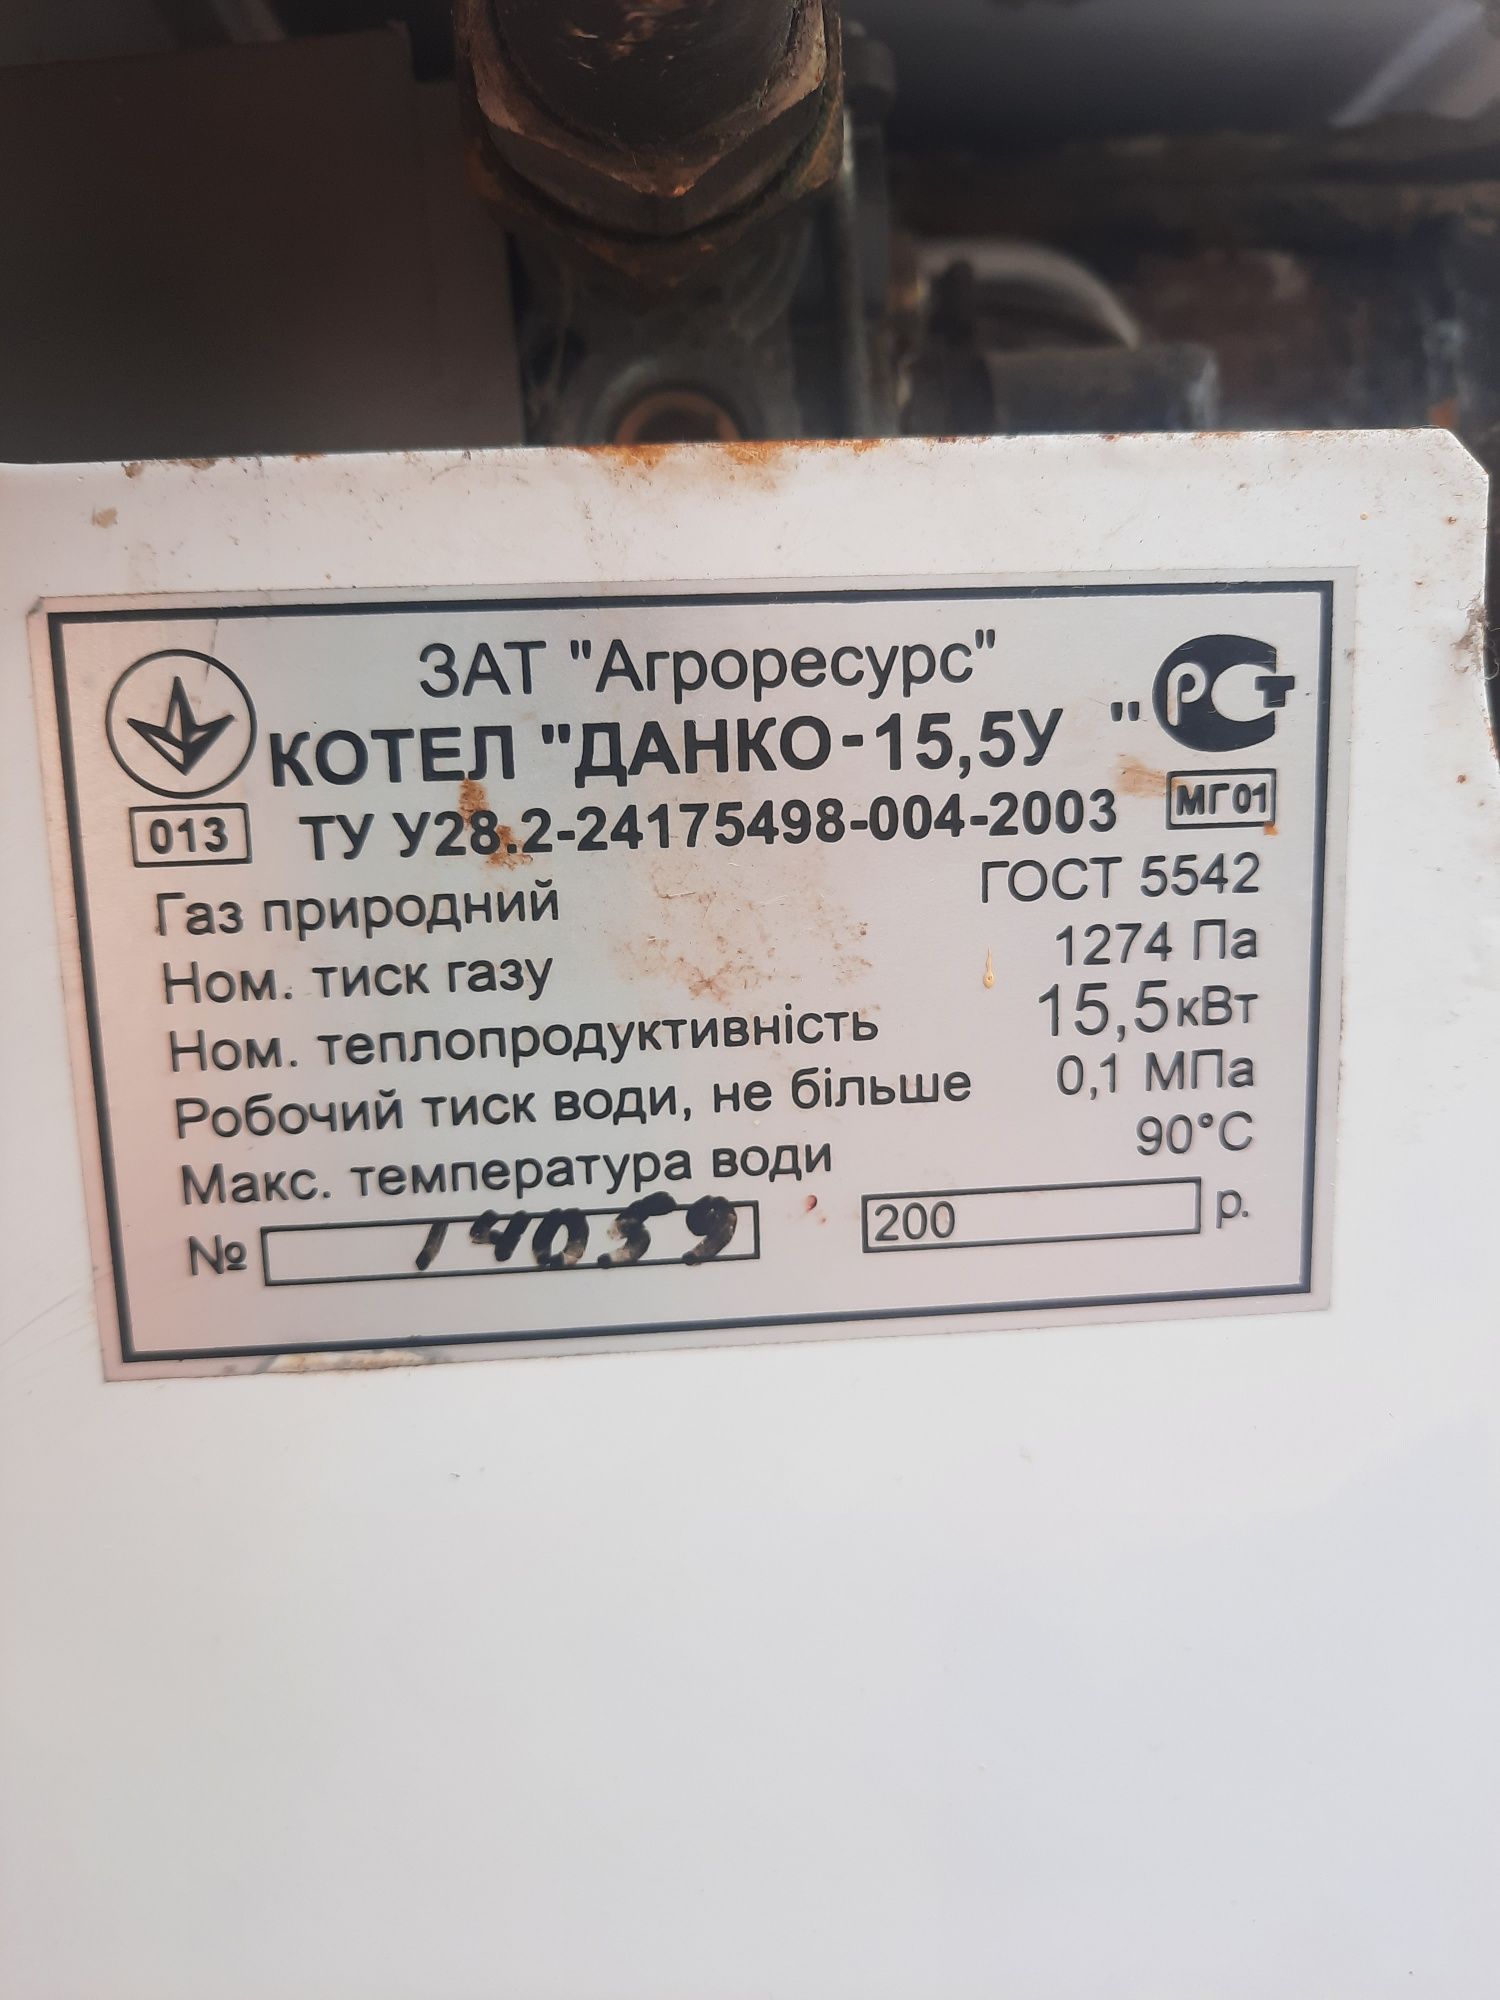 ЗАТ "Агроресурс"
КОТЕЛ "ДАНКО-15,5У "
РСТ
013 ТУ У28.2-24175498-004-2003 МГ01
Газ природний ГОСТ 5542
Ном. тиск газу 1274 Па
Ном. теплопродуктивність 15,5кВт
Робочий тиск води, не більше 0,1 МПа
Макс. температура води 90°С
№ 14059 200 р.